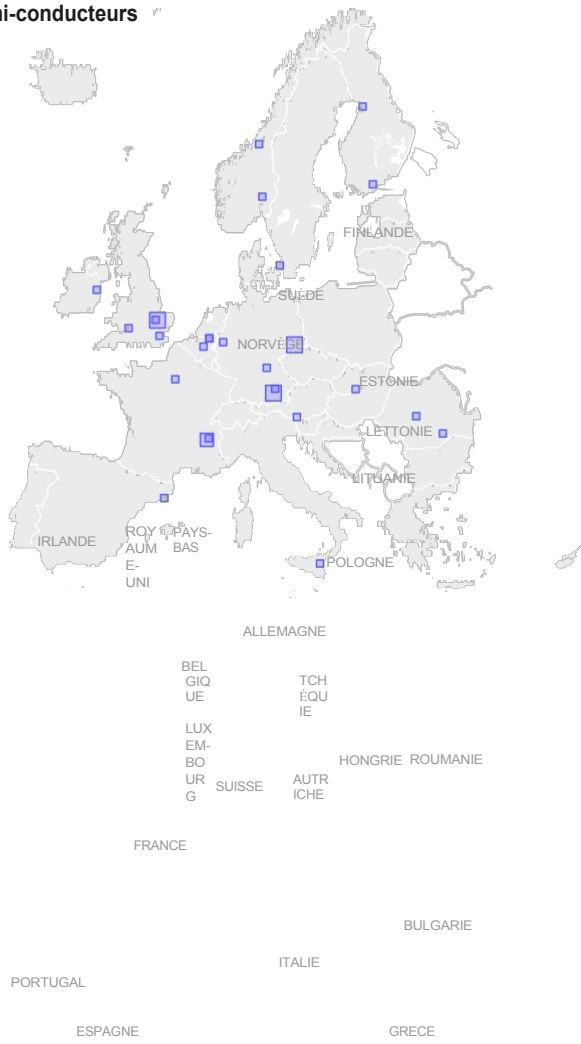 ni-conducteurs
FINLANDE
SUÈDE
NORVÈGE
ESTONIE
LETTONIE
LITUANIE
IRLANDE
ROY
AUM
E-
UNI
PAYS-
BAS
POLOGNE
ALLEMAGNE
BEL
GIQ
UE
TCH
ÉQU
IE
LUX
EM-
BO
UR
G
SUISSE
AUTR
ICHE
HONGRIE
ROUMANIE
FRANCE
BULGARIE
ITALIE
PORTUGAL
ESPAGNE
GRECE